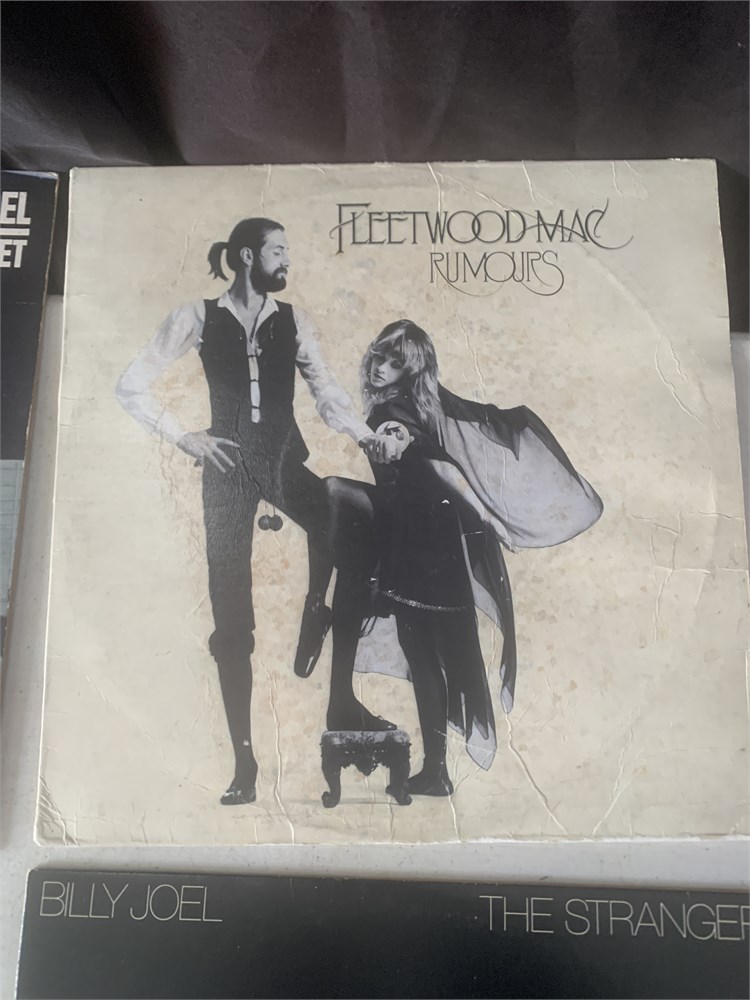 EL
ET
FLEETWOOD MAC
RUMOURS
BILLY JOEL
THE STRANGER